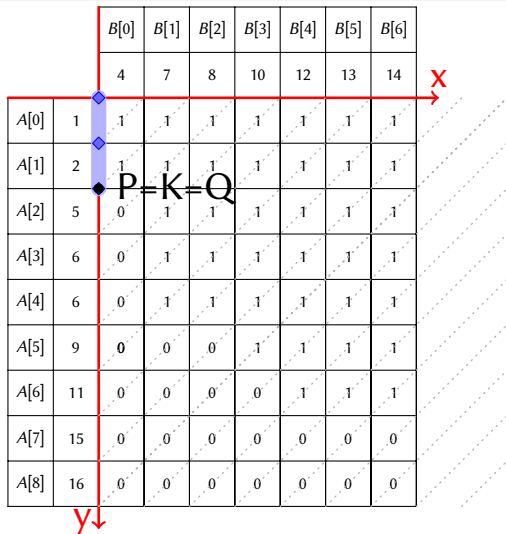 B[0] B[1] B[2] B[3] B[4] B[5] B[6]
4 7 8 10 12 13 14
x
A[0] 1 1 1 1 1 1 1 1
A[1] 2 1 1 1 1 1 1 1
P=K=Q
A[2] 5 0 1 1 1 1 1 1
A[3] 6 0 1 1 1 1 1 1
A[4] 6 0 1 1 1 1 1 1
A[5] 9 0 0 0 1 1 1 1
A[6] 11 0 0 0 0 1 1 1
A[7] 15 0 0 0 0 0 0 0
A[8] 16 0 0 0 0 0 0 0
y